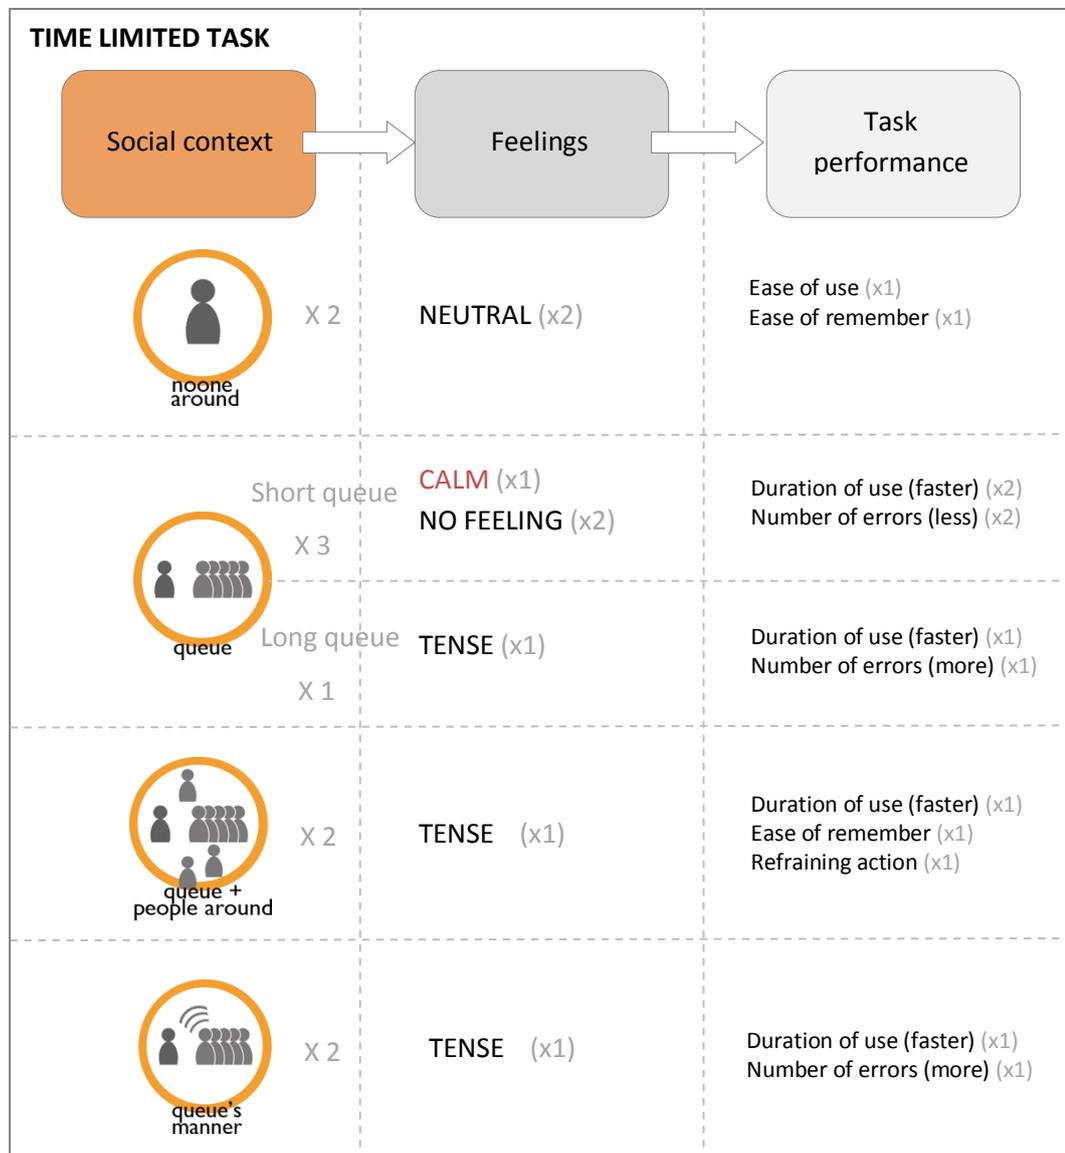 TIME LIMITED TASK
Social context
Feelings
Task
performance
X 2
noone
around
NEUTRAL (x2)
Ease of use (x1)
Ease of remember (x1)
Short queue
X 3
CALM (x1)
NO FEELING (x2)
Duration of use (faster) (x2)
Number of errors (less) (x2)
queue
Long queue
X 1
TENSE (x1)
Duration of use (faster) (x1)
Number of errors (more) (x1)
queue +
people around
X 2
TENSE (x1)
Duration of use (faster) (x1)
Ease of remember (x1)
Refraining action (x1)
queue's
manner
X 2
TENSE (x1)
Duration of use (faster) (x1)
Number of errors (more) (x1)